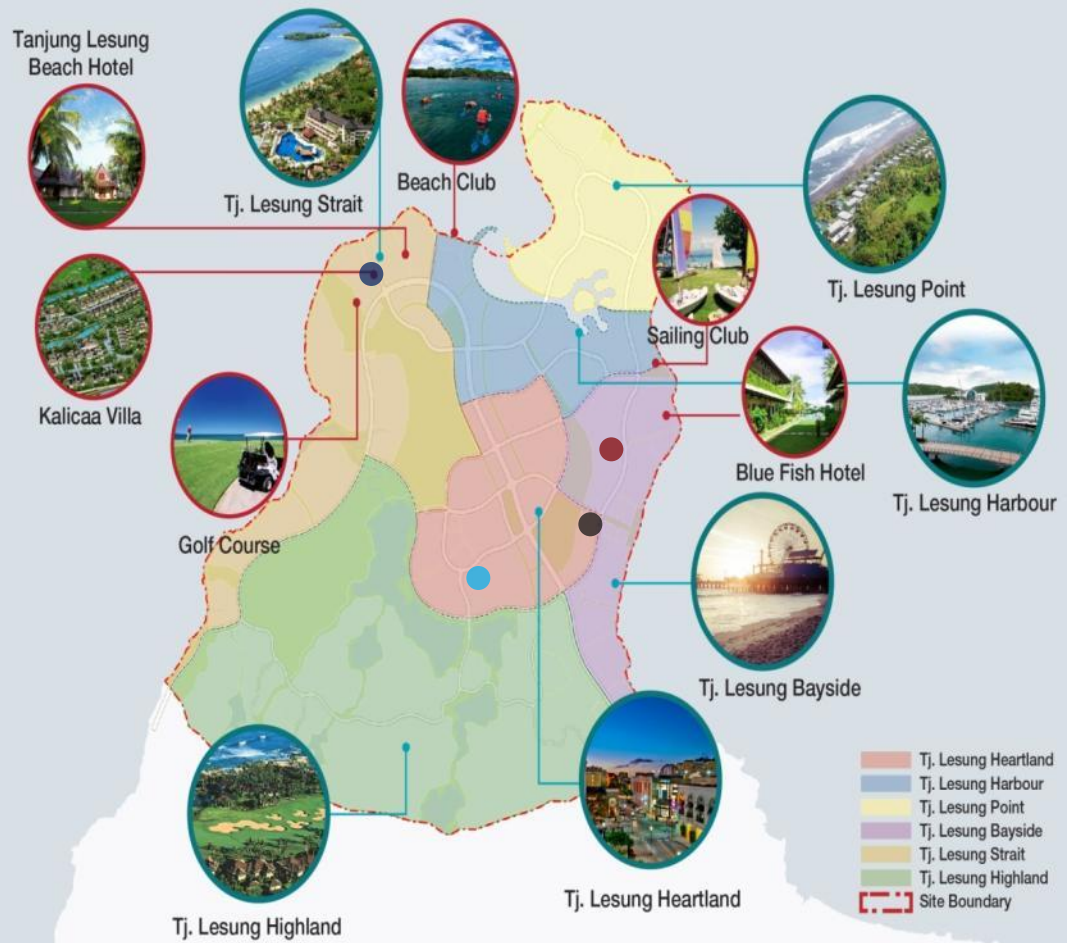 Tanjung Lesung
Beach Hotel
Tj. Lesung Strait
Beach Club
Tj. Lesung Point
Sailing Club
Kalicaa Villa
Blue Fish Hotel
Tj. Lesung Harbour
Golf Course
Tj. Lesung Bayside
Tj. Lesung Highland
Tj. Lesung Heartland
Tj. Lesung Heartland
Tj. Lesung Harbour
Tj. Lesung Point
Tj. Lesung Bayside
Tj. Lesung Strait
Tj. Lesung Highland
Site Boundary